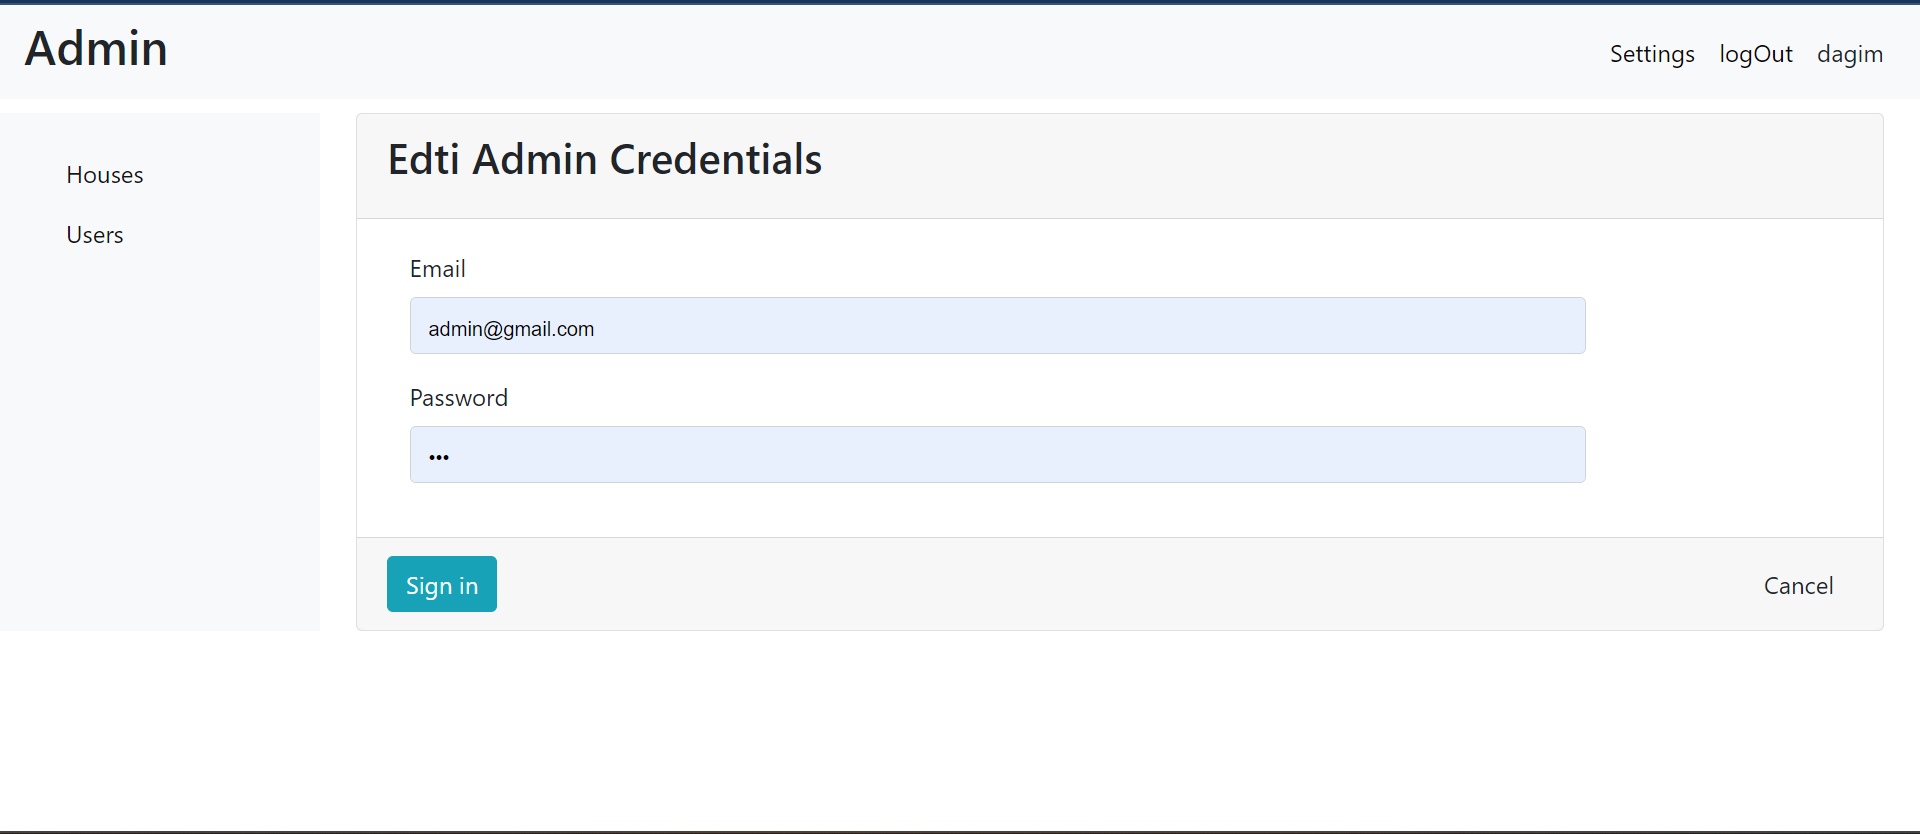 Admin
Settings logOut dagim
Houses
Users
Edti Admin Credentials
Email
admin@gmail.com
Password
•••
Sign in
Cancel